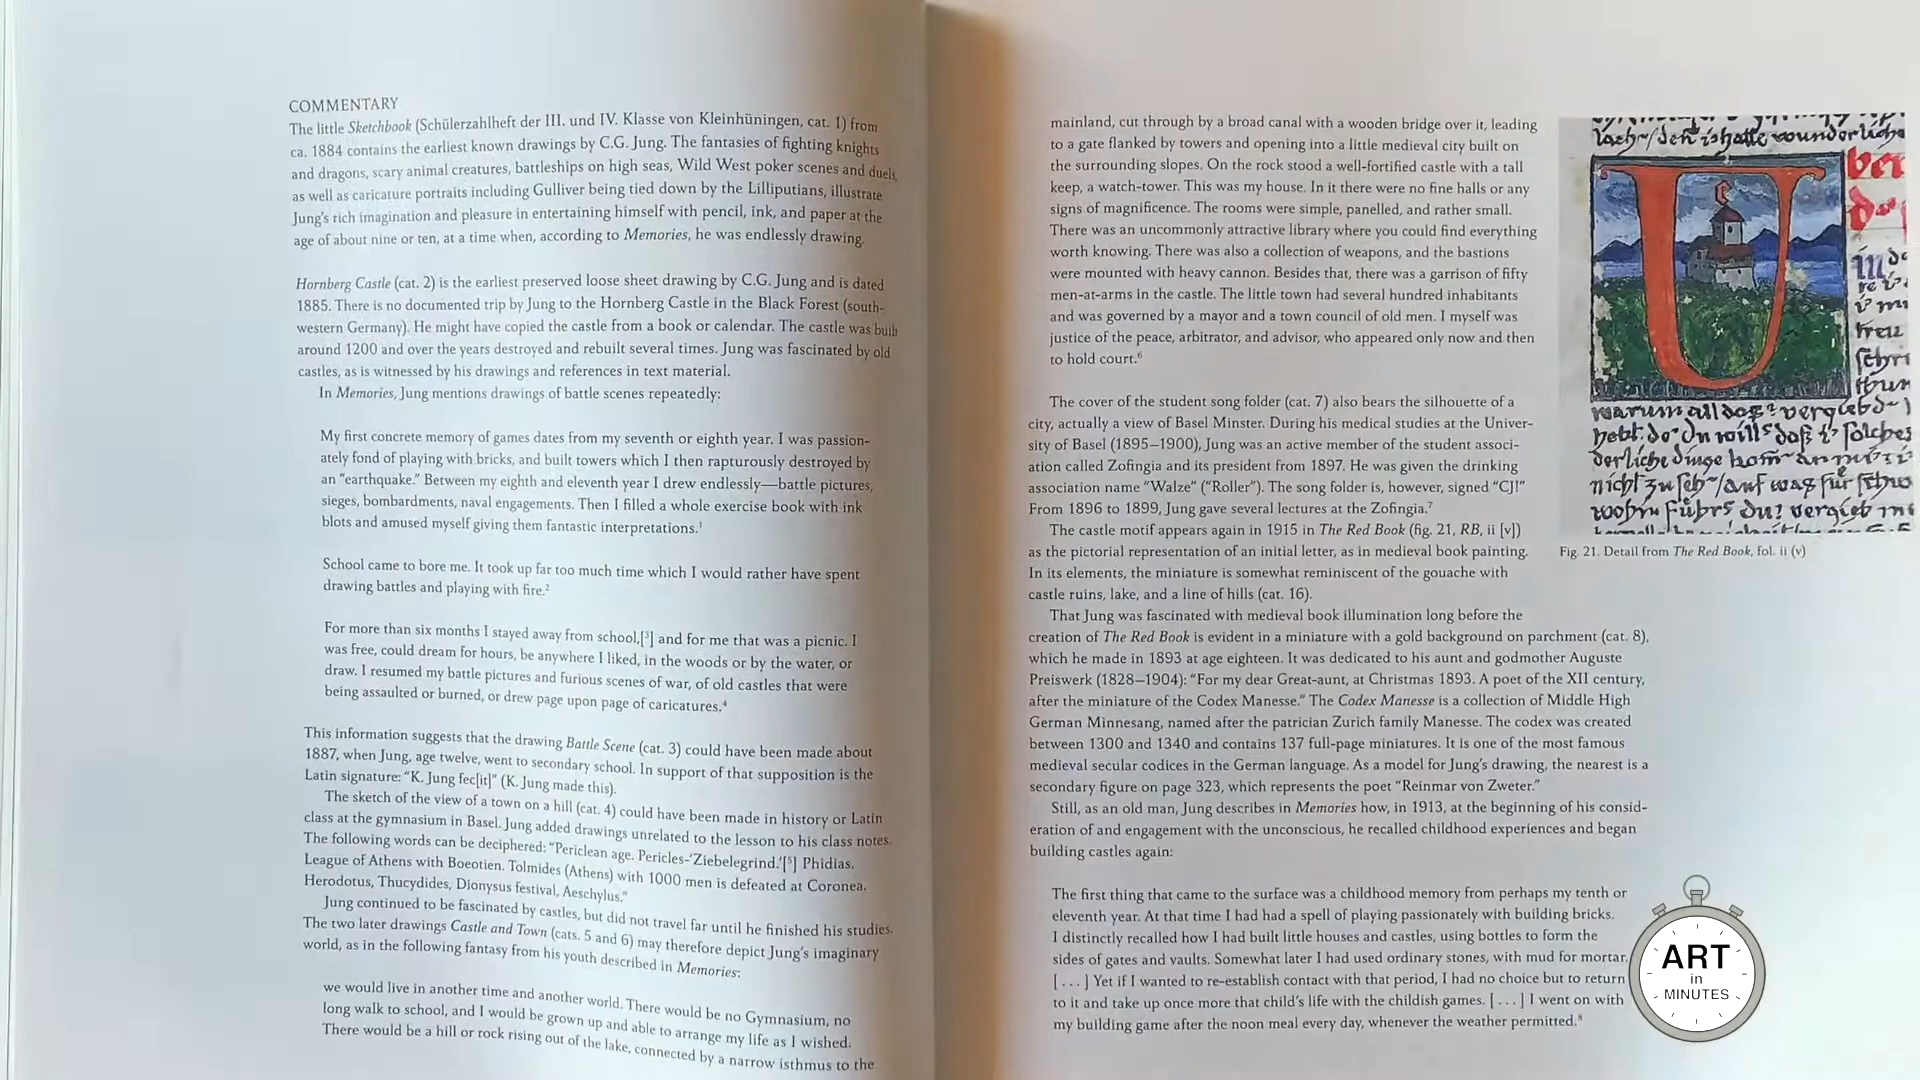 COMMENTARY
The little Sketchbook (Schülerzahlheft der III. und IV. Klasse von Kleinhüningen, cat. 1) from
ca. 1884 contains the earliest known drawings by C.G. Jung. The fantasies of fighting knights
and dragons, scary animal creatures, battleships on high seas, Wild West poker scenes and duels,
as well as caricature portraits including Gulliver being tied down by the Lilliputians, illustrate
Jung's rich imagination and pleasure in entertaining himself with pencil, ink, and paper at the
age of about nine or ten, at a time when, according to Memories, he was endlessly drawing.
Hornberg Castle (cat. 2) is the earliest preserved loose sheet drawing by C.G. Jung and is dated
1885. There is no documented trip by Jung to the Hornberg Castle in the Black Forest (south-
western Germany). He might have copied the castle from a book or calendar. The castle was built
around 1200 and over the years destroyed and rebuilt several times. Jung was fascinated by old
castles, as is witnessed by his drawings and references in text material.
In Memories, Jung mentions drawings of battle scenes repeatedly:
My first concrete memory of games dates from my seventh or eighth year. I was passion-
ately fond of playing with bricks, and built towers which I then rapturously destroyed by
an “earthquake.” Between my eighth and eleventh year I drew endlessly—battle pictures,
sieges, bombardments, naval engagements. Then I filled a whole exercise book with ink
blots and amused myself giving them fantastic interpretations.¹
School came to bore me. It took up far too much time which I would rather have spent
drawing battles and playing with fire.²
For more than six months I stayed away from school,[³] and for me that was a picnic. I
was free, could dream for hours, be anywhere I liked, in the woods or by the water, or
draw. I resumed my battle pictures and furious scenes of war, of old castles that were
being assaulted or burned, or drew page upon page of caricatures.⁴
This information suggests that the drawing Battle Scene (cat. 3) could have been made about
1887, when Jung, age twelve, went to secondary school. In support of that supposition is the
Latin signature: “K. Jung fec[it]” (K. Jung made this).
The sketch of the view of a town on a hill (cat. 4) could have been made in history or Latin
class at the gymnasium in Basel. Jung added drawings unrelated to the lesson to his class notes.
The following words can be deciphered: “Periclean age. Pericles-‘Ziebelegrind.’[⁵] Phidias.
League of Athens with Boeotien. Tolmides (Athens) with 1000 men is defeated at Coronea.
Herodotus, Thucydides, Dionysus festival, Aeschylus.”
Jung continued to be fascinated by castles, but did not travel far until he finished his studies.
The two later drawings Castle and Town (cats. 5 and 6) may therefore depict Jung's imaginary
world, as in the following fantasy from his youth described in Memories:
we would live in another time and another world. There would be no Gymnasium, no
long walk to school, and I would be grown up and able to arrange my life as I wished.
There would be a hill or rock rising out of the lake, connected by a narrow isthmus to the
mainland, cut through by a broad canal with a wooden bridge over it, leading
to a gate flanked by towers and opening into a little medieval city built on
the surrounding slopes. On the rock stood a well-fortified castle with a tall
keep, a watch-tower. This was my house. In it there were no fine halls or any
signs of magnificence. The rooms were simple, panelled, and rather small.
There was an uncommonly attractive library where you could find everything
worth knowing. There was also a collection of weapons, and the bastions
were mounted with heavy cannon. Besides that, there was a garrison of fifty
men-at-arms in the castle. The little town had several hundred inhabitants
and was governed by a mayor and a town council of old men. I myself was
justice of the peace, arbitrator, and advisor, who appeared only now and then
to hold court.⁶
The cover of the student song folder (cat. 7) also bears the silhouette of a
city, actually a view of Basel Minster. During his medical studies at the Univer-
sity of Basel (1895–1900), Jung was an active member of the student associ-
ation called Zofingia and its president from 1897. He was given the drinking
association name “Walze” (“Roller”). The song folder is, however, signed “CJ!”
From 1896 to 1899, Jung gave several lectures at the Zofingia.⁷
The castle motif appears again in 1915 in The Red Book (fig. 21, RB, ii [v])
as the pictorial representation of an initial letter, as in medieval book painting.
In its elements, the miniature is somewhat reminiscent of the gouache with
castle ruins, lake, and a line of hills (cat. 16).
That Jung was fascinated with medieval book illumination long before the
creation of The Red Book is evident in a miniature with a gold background on parchment (cat. 8),
which he made in 1893 at age eighteen. It was dedicated to his aunt and godmother Auguste
Preiswerk (1828–1904): “For my dear Great-aunt, at Christmas 1893. A poet of the XII century,
after the miniature of the Codex Manesse.” The Codex Manesse is a collection of Middle High
German Minnesang, named after the patrician Zurich family Manesse. The codex was created
between 1300 and 1340 and contains 137 full-page miniatures. It is one of the most famous
medieval secular codices in the German language. As a model for Jung's drawing, the nearest is a
secondary figure on page 323, which represents the poet “Reinmar von Zweter.”
Still, as an old man, Jung describes in Memories how, in 1913, at the beginning of his consid-
eration of and engagement with the unconscious, he recalled childhood experiences and began
building castles again:
The first thing that came to the surface was a childhood memory from perhaps my tenth or
eleventh year. At that time I had had a spell of playing passionately with building bricks.
I distinctly recalled how I had built little houses and castles, using bottles to form the
sides of gates and vaults. Somewhat later I had used ordinary stones, with mud for mortar.
[ . . . ] Yet if I wanted to re-establish contact with that period, I had no choice but to return
to it and take up once more that child's life with the childish games. [ . . . ] I went on with
my building game after the noon meal every day, whenever the weather permitted.⁸
U
Fig. 21. Detail from The Red Book, fol. ii (v)
ART
in
MINUTES